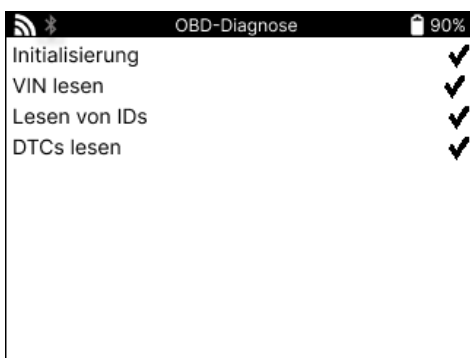 OBD-Diagnose 90%
Initialisierung
VIN lesen
Lesen von IDs
DTCs lesen